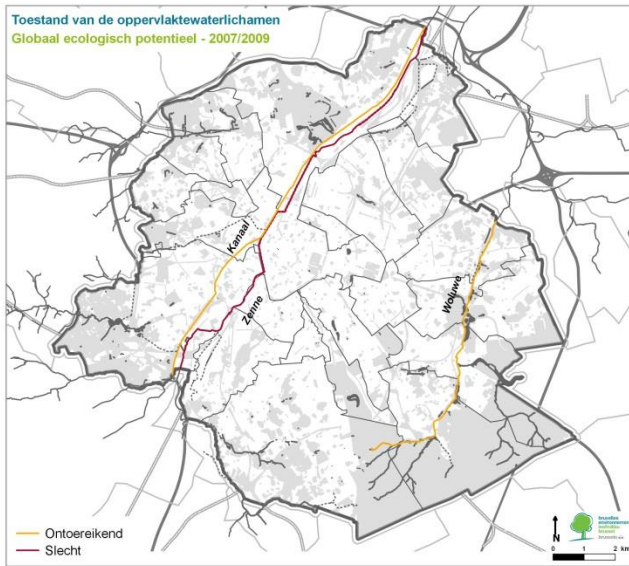 Toestand van de oppervlaktewaterlichamen
Globaal ecologisch potentieel - 2007/2009
Kanaal
Zenne
Woluwe
Ontoereikend
Slecht
N
0 1 2 km